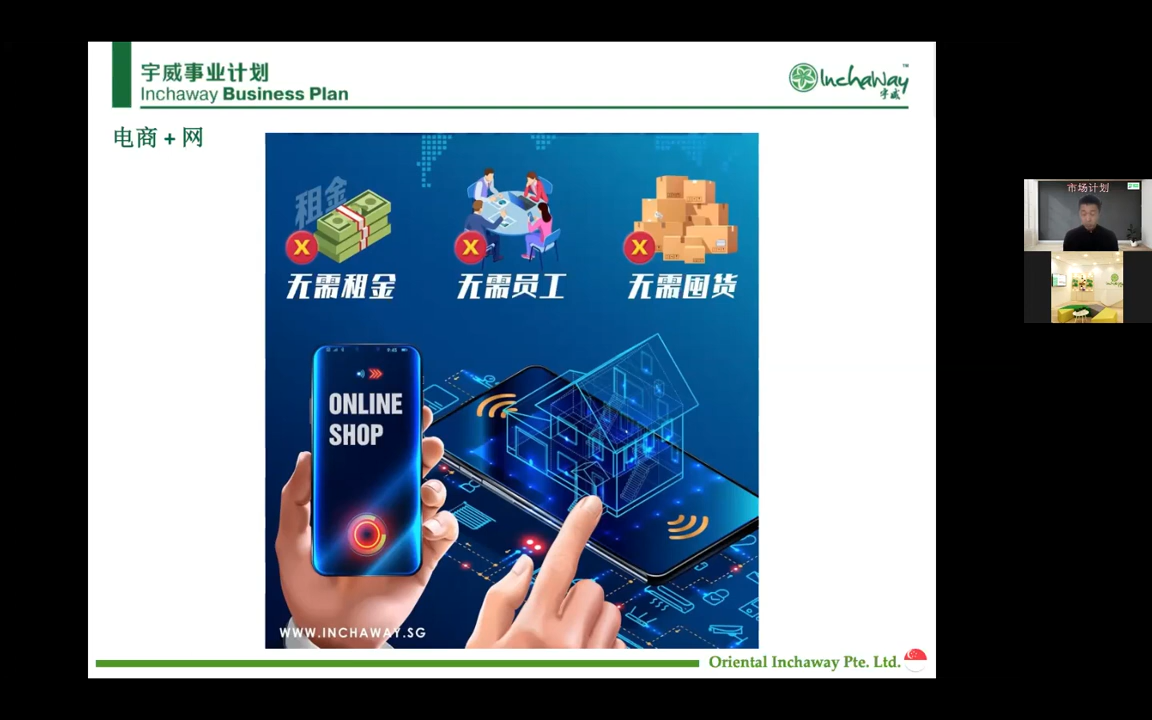 宇威事业计划
Inchaway Business Plan
InchaWay™
宇威
电商 + 网
租金
X
X
X
无需租金
无需员工
无需囤货
ONLINE
SHOP
WWW.INCHAWAY.SG
Oriental Inchaway Pte. Ltd.
市场计划